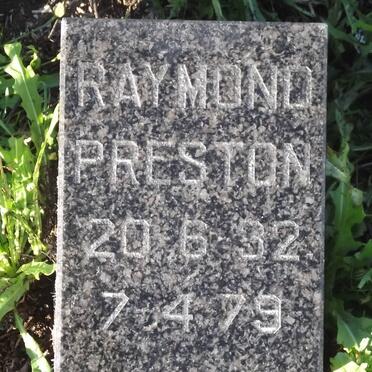 RAYMOND
PRESTON
20-6-32
7-4-79